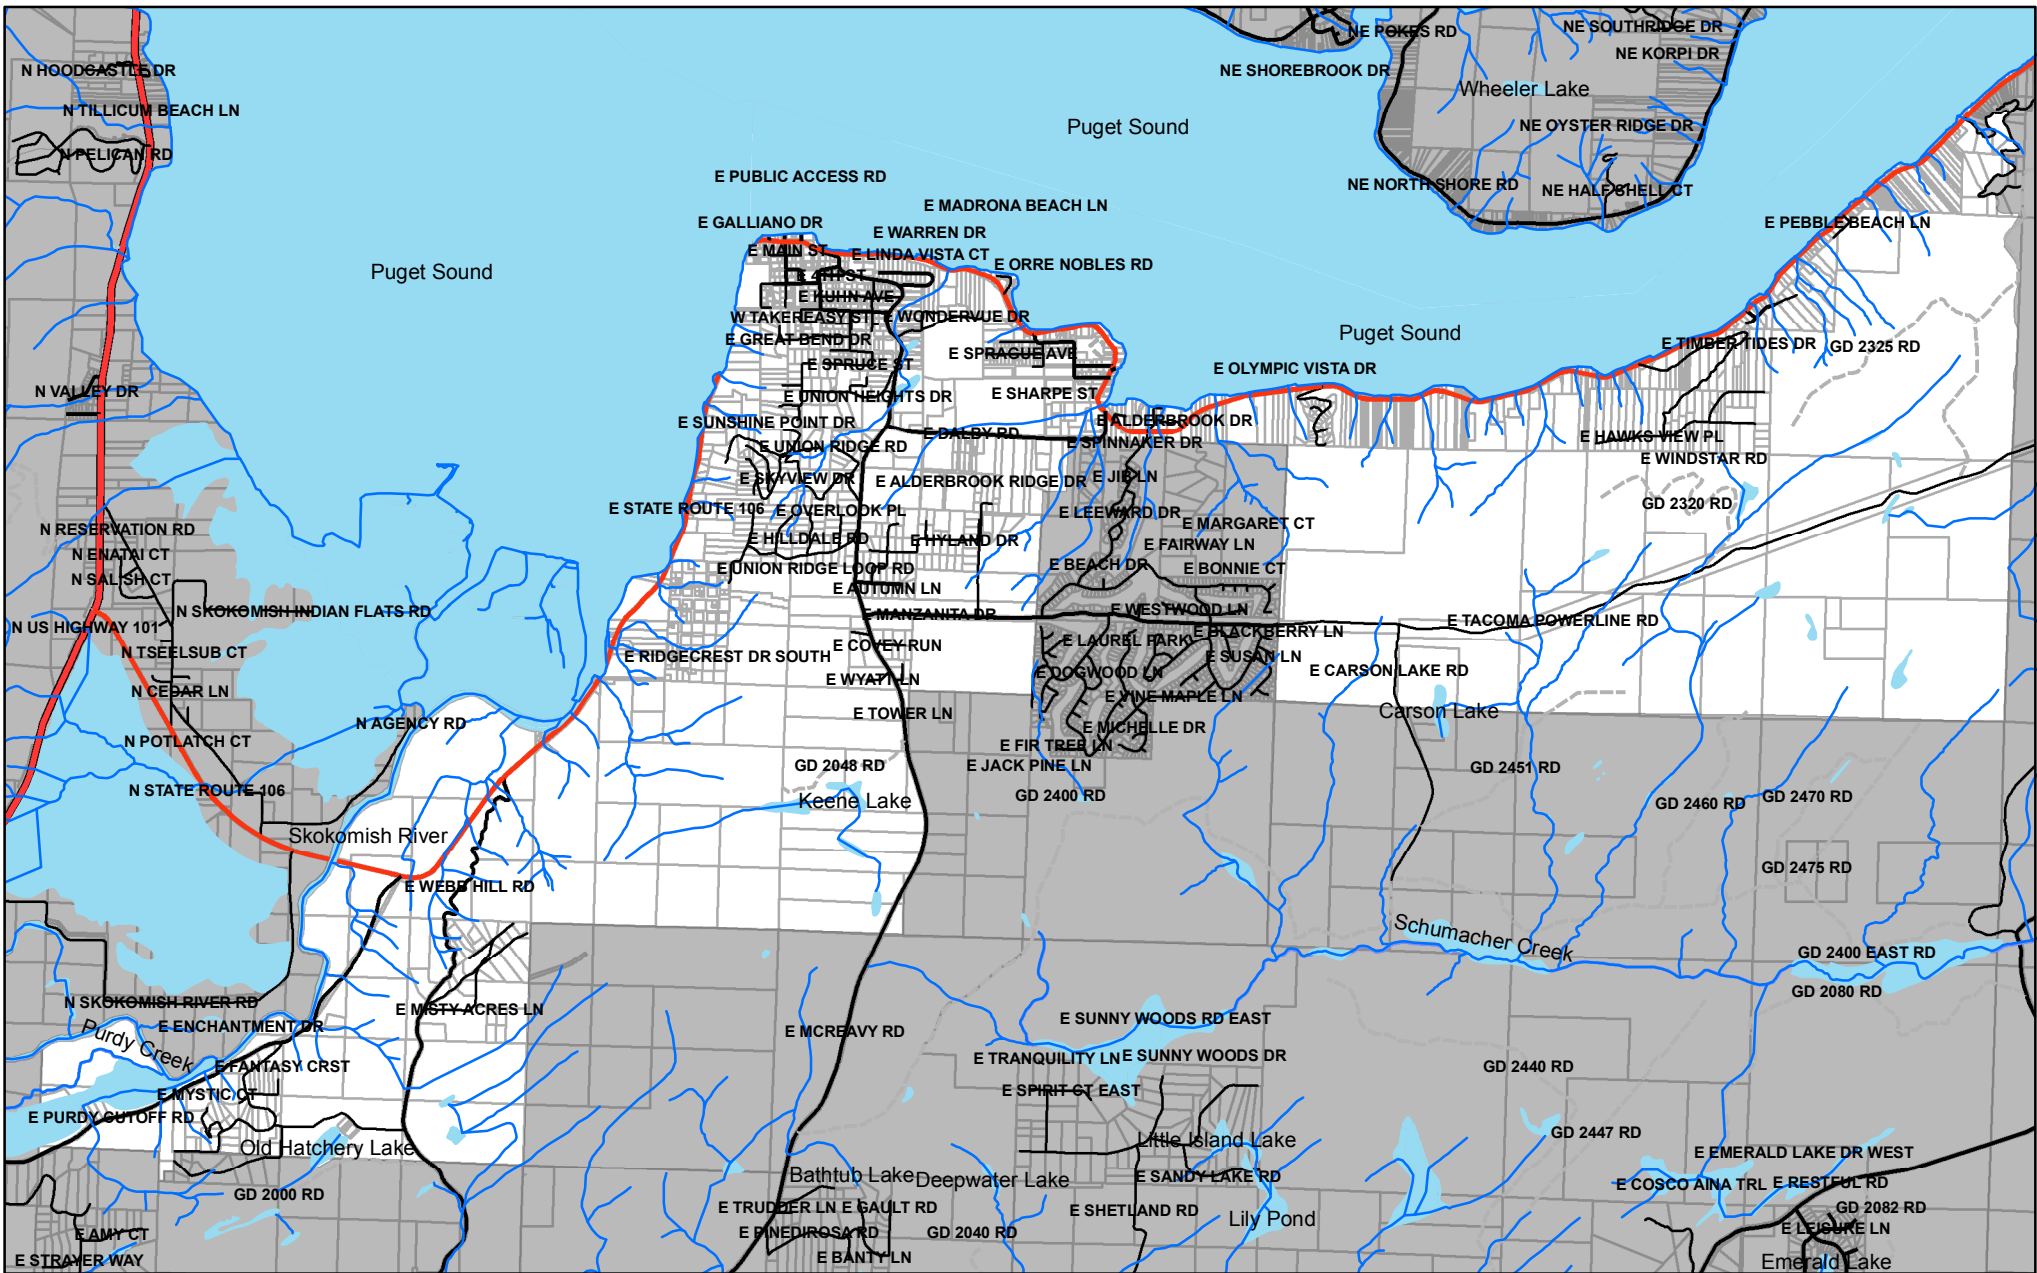 NE POKES RD
NE SOUTHRIDGE DR
NE KORPI DR
N HOODCASTLE DR
NE SHOREBROOK DR
Wheeler Lake
N TILLICUM BEACH LN
Puget Sound
NE OYSTER RIDGE DR
N PELICAN RD
E PUBLIC ACCESS RD
NE NORTH SHORE RD
NE HALF SHELL CT
E MADRONA BEACH LN
E GALLIANO DR
E WARREN DR
E PEBBLE BEACH LN
E MAIN ST
E LINDA VISTA CT
E ORRE NOBLES RD
Puget Sound
E 4TH ST
E KUHN AVE
W TAKEREASY ST
E WONDERVUE DR
Puget Sound
E GREAT BEND DR
E SPRAGUE AVE
E TIMBER TIDES DR
GD 2325 RD
E SPRUCE ST
E OLYMPIC VISTA DR
N VALLEY DR
E UNION HEIGHTS DR
E SHARPE ST
E SUNSHINE POINT DR
E ALDERBROOK DR
E DALBY RD
E SPINNAKER DR
E HAWKS VIEW PL
E UNION RIDGE RD
E WINDSTAR RD
E SKYVIEW DR
E ALDERBROOK RIDGE DR
E JIB LN
E STATE ROUTE 106
E OVERLOOK PL
E LEEWARD DR
GD 2320 RD
N RESERVATION RD
E MARGARET CT
E HILLDALE RD
E HYLAND DR
E FAIRWAY LN
N ENATAI CT
E UNION RIDGE LOOP RD
E BEACH DR
E BONNIE CT
N SALISH CT
E AUTUMN LN
N SKOKOMISH INDIAN FLATS RD
E MANZANITA DR
E WESTWOOD LN
E TACOMA POWERLINE RD
N US HIGHWAY 101
E BLACKBERRY LN
E COVEY RUN
E LAUREL PARK
N TSEELSUB CT
E RIDGECREST DR SOUTH
E SUSAN LN
E DOGWOOD LN
E CARSON LAKE RD
E WYATT LN
N CEDAR LN
E VINE MAPLE LN
E TOWER LN
Carson Lake
N AGENCY RD
E MICHELLE DR
N POTLATCH CT
E FIR TREE LN
GD 2048 RD
E JACK PINE LN
GD 2451 RD
N STATE ROUTE 106
Keene Lake
GD 2400 RD
GD 2460 RD
GD 2470 RD
Skokomish River
GD 2475 RD
E WEBB HILL RD
Schumacher Creek
GD 2400 EAST RD
GD 2080 RD
N SKOKOMISH RIVER RD
E MISTY ACRES LN
E SUNNY WOODS RD EAST
E ENCHANTMENT DR
E MCREAVY RD
Purdy Creek
E TRANQUILITY LN
E SUNNY WOODS DR
E FANTASY CRST
GD 2440 RD
E MYSTIC CT
E SPIRIT CT EAST
E PURDY CUTOFF RD
Old Hatchery Lake
Little Island Lake
GD 2447 RD
E EMERALD LAKE DR WEST
Bathtub Lake
Deepwater Lake
E SANDY LAKE RD
E COSCO AINA TRL
E RESTFUL RD
GD 2000 RD
E TRUDDER LN
E GAULT RD
E SHETLAND RD
Lily Pond
GD 2082 RD
E AMY CT
E PINEDIROSA RD
GD 2040 RD
E LEISURE LN
E STRAYER WAY
E BANTY LN
Emerald Lake